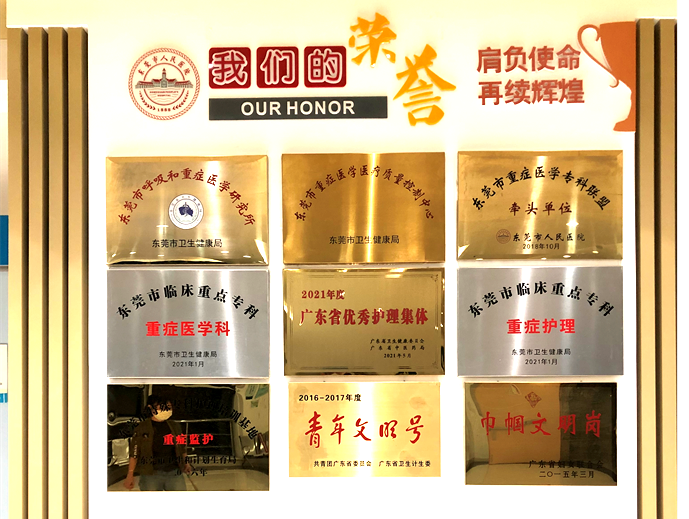 东莞市人民医院
我们的荣誉
OUR HONOR
肩负使命
再续辉煌
东莞市呼吸和重症医学研究所
东莞市卫生健康局
东莞市重症医学医疗质量控制中心
东莞市卫生健康局
东莞市重症医学专科联盟
牵头单位
东莞市人民医院
2018年10月
东莞市临床重点专科
重症医学科
东莞市卫生健康局
2021年1月
2021年度
广东省优秀护理集体
广东省卫生健康委员会
广东省中医药局
2021年5月
东莞市临床重点专科
重症护理
东莞市卫生健康局
2021年1月
训基地
重症监护
计划生育局
六年
2016-2017年度
青年文明号
共青团广东省委员会 广东省卫生计生委
巾帼文明岗
广东省
二〇一五年三月